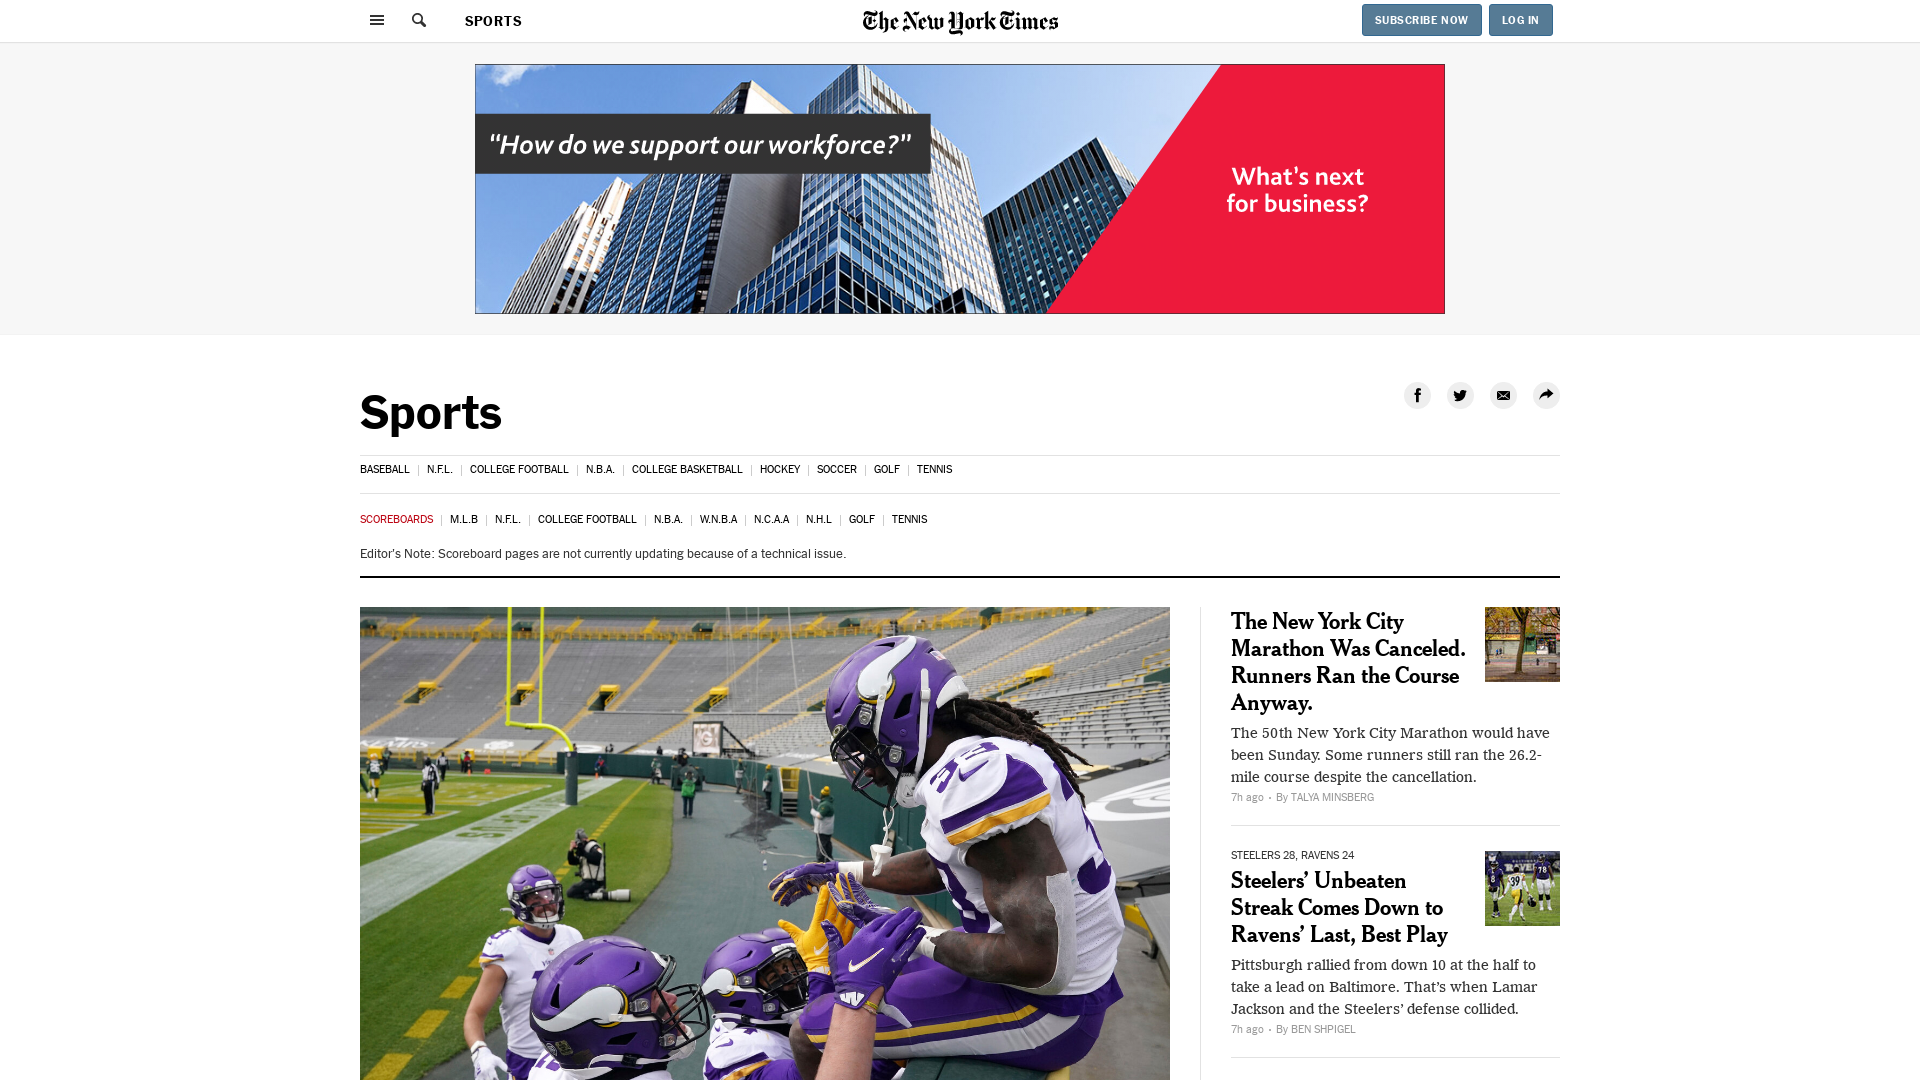 SPORTS
The New York Times
SUBSCRIBE NOW
LOG IN
“How do we support our workforce?”
What’s next
for business?
Sports
BASEBALL
N.F.L.
COLLEGE FOOTBALL
N.B.A.
COLLEGE BASKETBALL
HOCKEY
SOCCER
GOLF
TENNIS
SCOREBOARDS
M.L.B
N.F.L.
COLLEGE FOOTBALL
N.B.A.
W.N.B.A
N.C.A.A
N.H.L
GOLF
TENNIS
Editor's Note: Scoreboard pages are not currently updating because of a technical issue.
The New York City
Marathon Was Canceled.
Runners Ran the Course
Anyway.
The 50th New York City Marathon would have
been Sunday. Some runners still ran the 26.2-
mile course despite the cancellation.
7h ago • By TALYA MINSBERG
STEELERS 28, RAVENS 24
Steelers’ Unbeaten
Streak Comes Down to
Ravens’ Last, Best Play
Pittsburgh rallied from down 10 at the half to
take a lead on Baltimore. That’s when Lamar
Jackson and the Steelers’ defense collided.
7h ago • By BEN SHPIGEL